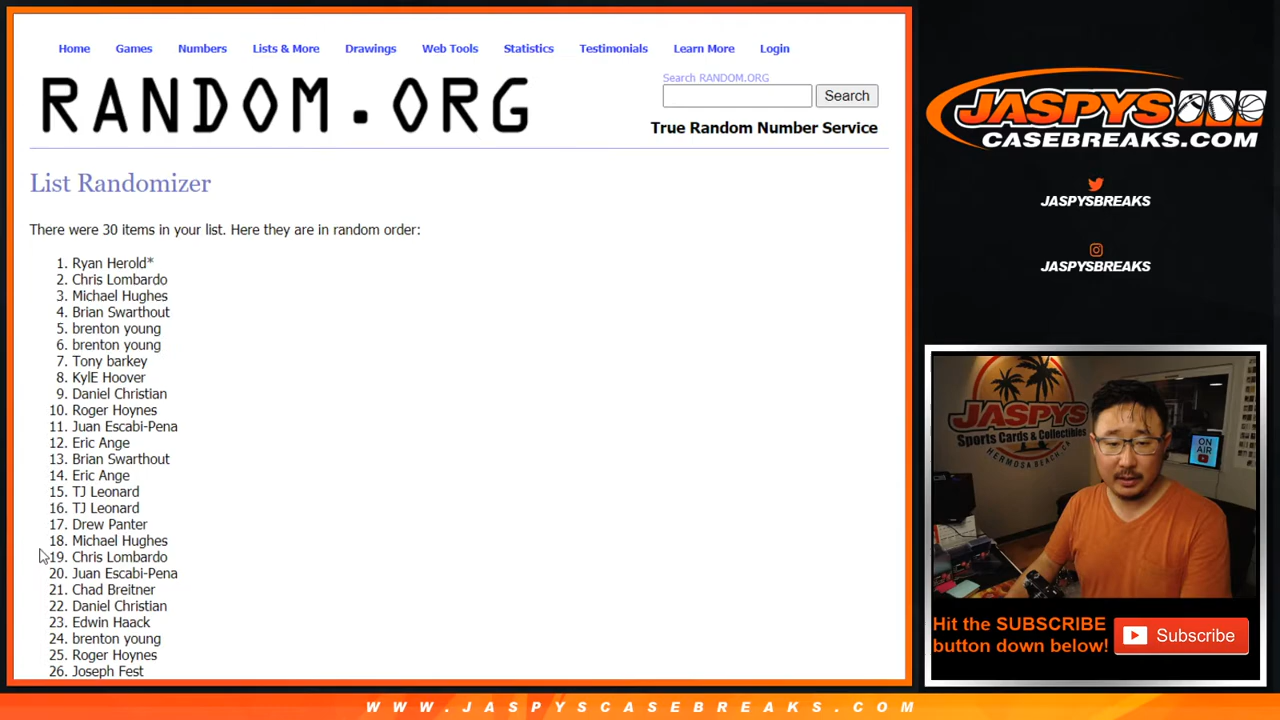 Home Games Numbers Lists & More Drawings Web Tools Statistics Testimonials Learn More Login
RANDOM.ORG
Search RANDOM.ORG
Search
True Random Number Service
List Randomizer
There were 30 items in your list. Here they are in random order:
1. Ryan Herold*
2. Chris Lombardo
3. Michael Hughes
4. Brian Swarthout
5. brenton young
6. brenton young
7. Tony barkey
8. KylE Hoover
9. Daniel Christian
10. Roger Hoynes
11. Juan Escabi-Pena
12. Eric Ange
13. Brian Swarthout
14. Eric Ange
15. TJ Leonard
16. TJ Leonard
17. Drew Panter
18. Michael Hughes
19. Chris Lombardo
20. Juan Escabi-Pena
21. Chad Breitner
22. Daniel Christian
23. Edwin Haack
24. brenton young
25. Roger Hoynes
26. Joseph Fest
JASPYS
CASEBREAKS.COM
JASPYSBREAKS
JASPYSBREAKS
JASPYS
Sports Cards & Collectibles
HERMOSA BEACH, CA
ON
AIR
Hit the SUBSCRIBE
button down below!
Subscribe
WWW.JASPYSCASEBREAKS.COM